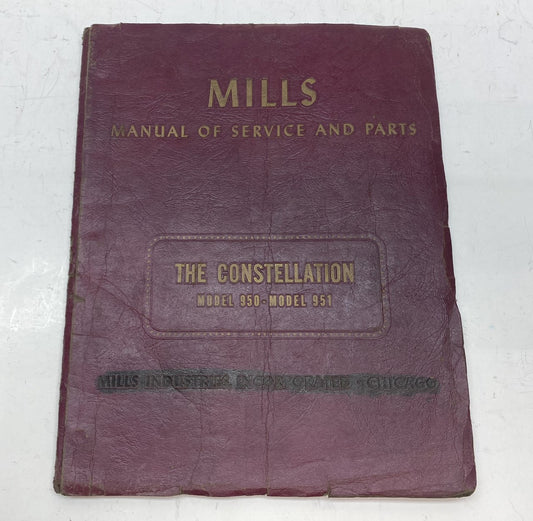 MILLS
MANUAL OF SERVICE AND PARTS
THE CONSTELLATION
MODEL 950-MODEL 951
MILLS INDUSTRIES, INCORPORATED • CHICAGO